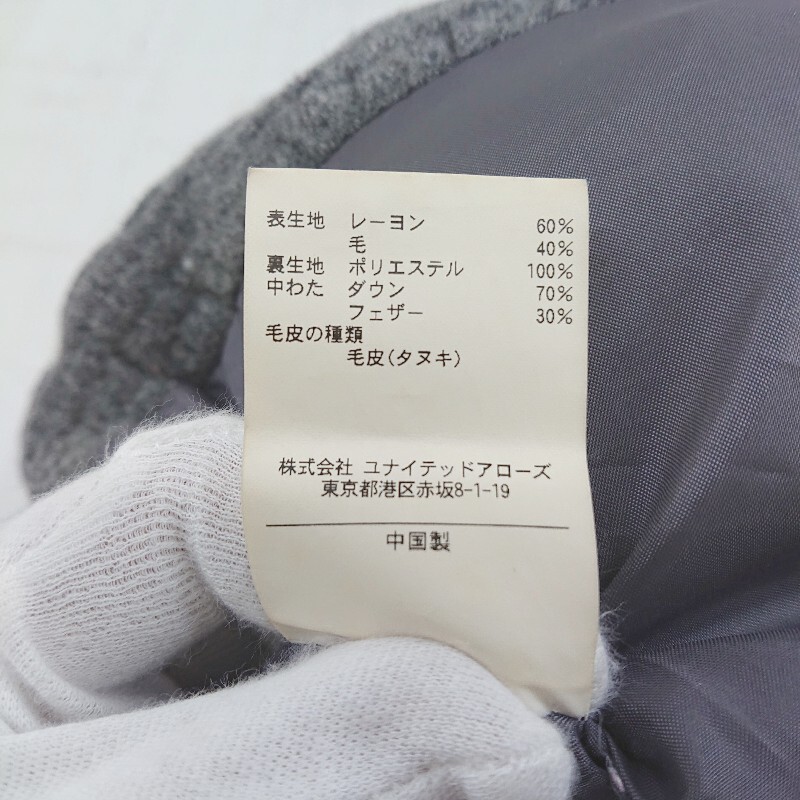 表生地 レーヨン 60%
毛 40%
裏生地 ポリエステル 100%
中わた ダウン 70%
フェザー 30%
毛皮の種類
毛皮(タヌキ)
株式会社 ユナイテッドアローズ
東京都港区赤坂8-1-19
中国製